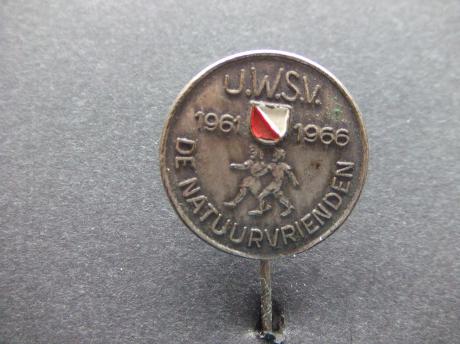 U.W.S.V.
1961 1966
DE NATUURVRIENDEN